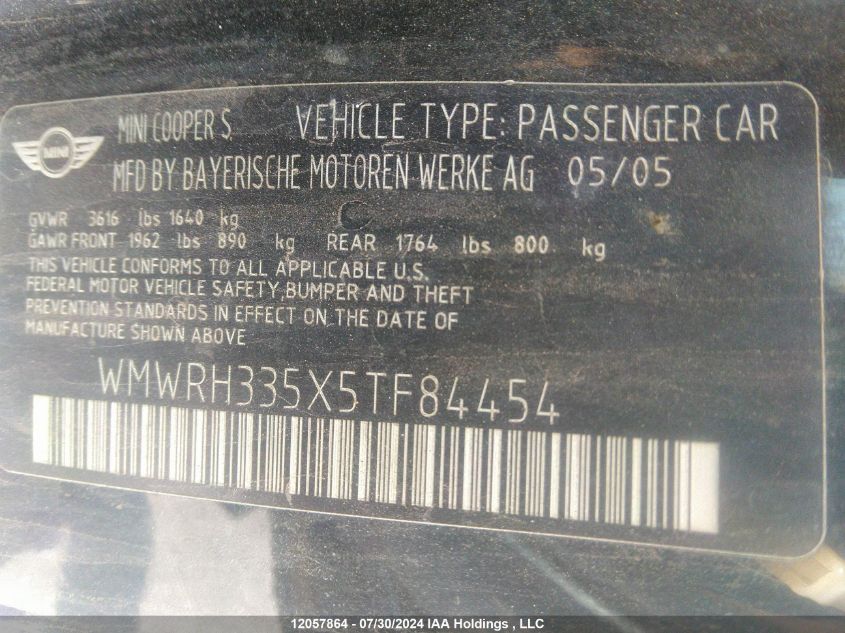 MINI COOPER S VEHICLE TYPE: PASSENGER CAR
MINI
MFD BY BAYERISCHE MOTOREN WERKE AG 05/05
GVWR 3616 lbs 1640 kg
GAWR FRONT 1962 lbs 890 kg REAR 1764 lbs 800 kg
THIS VEHICLE CONFORMS TO ALL APPLICABLE U.S.
FEDERAL MOTOR VEHICLE SAFETY,BUMPER AND THEFT
PREVENTION STANDARDS IN EFFECT ON THE DATE OF
MANUFACTURE SHOWN ABOVE
WMWRH335X5TF84454
12057864 - 07/30/2024 IAA Holdings , LLC